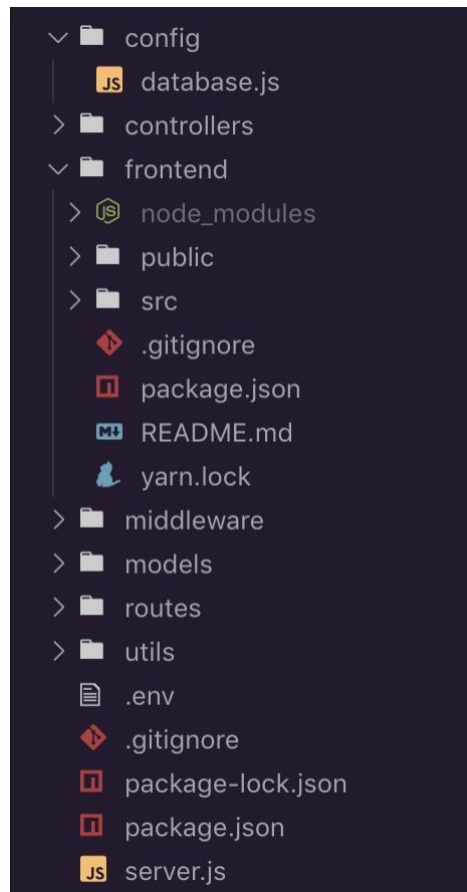 config
JS database.js
controllers
frontend
JS node_modules
public
src
.gitignore
package.json
M README.md
yarn.lock
middleware
models
routes
utils
.env
.gitignore
package-lock.json
package.json
JS server.js